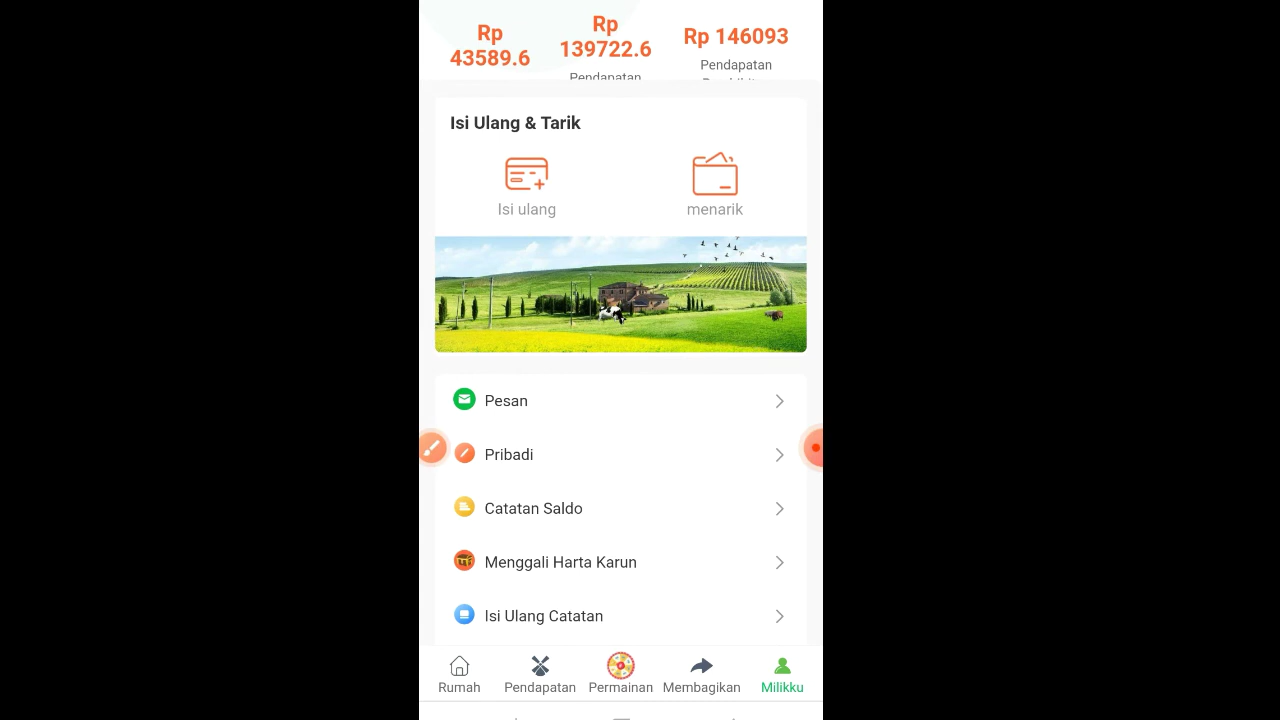 Rp
43589.6
Rp
139722.6
Rp 146093
Pendapatan
Pendapatan
Isi Ulang & Tarik
Isi ulang
menarik
Pesan
Pribadi
Catatan Saldo
Menggali Harta Karun
Isi Ulang Catatan
Rumah
Pendapatan
Permainan
Membagikan
Milikku